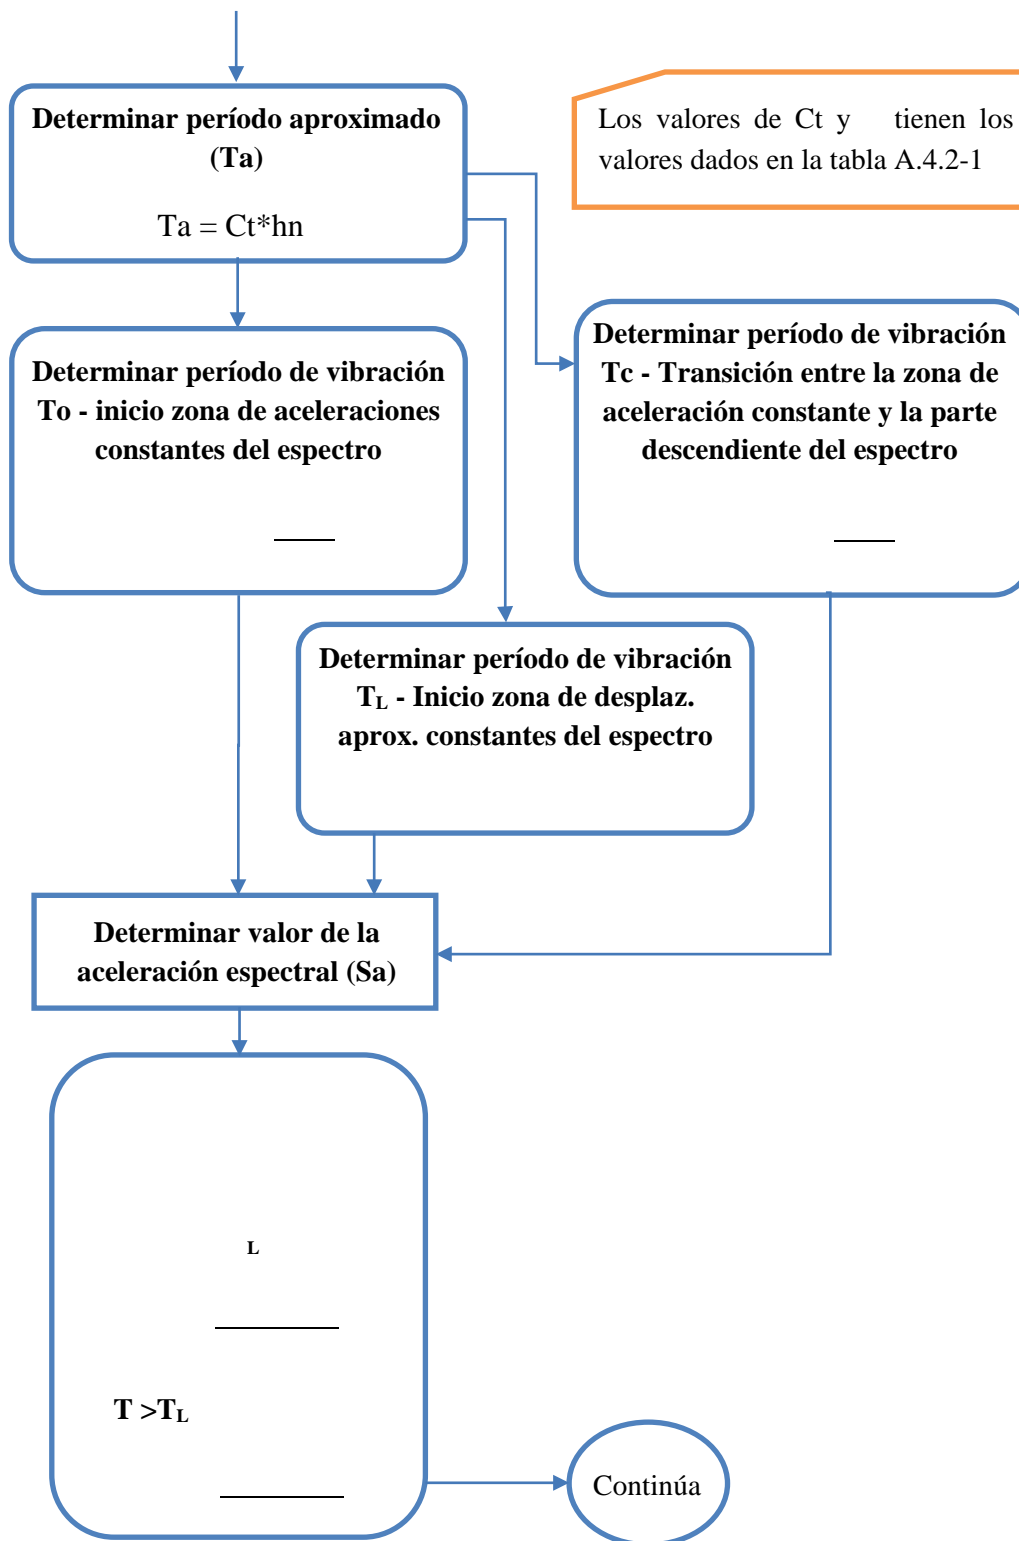 Determinar período aproximado
(Ta)
Ta = Ct*hn
Los valores de Ct y tienen los
valores dados en la tabla A.4.2-1
Determinar período de vibración
To - inicio zona de aceleraciones
constantes del espectro
Determinar período de vibración
Tc - Transición entre la zona de
aceleración constante y la parte
descendiente del espectro
Determinar período de vibración
TL - Inicio zona de desplaz.
aprox. constantes del espectro
Determinar valor de la
aceleración espectral (Sa)
L
T >TL
Continúa